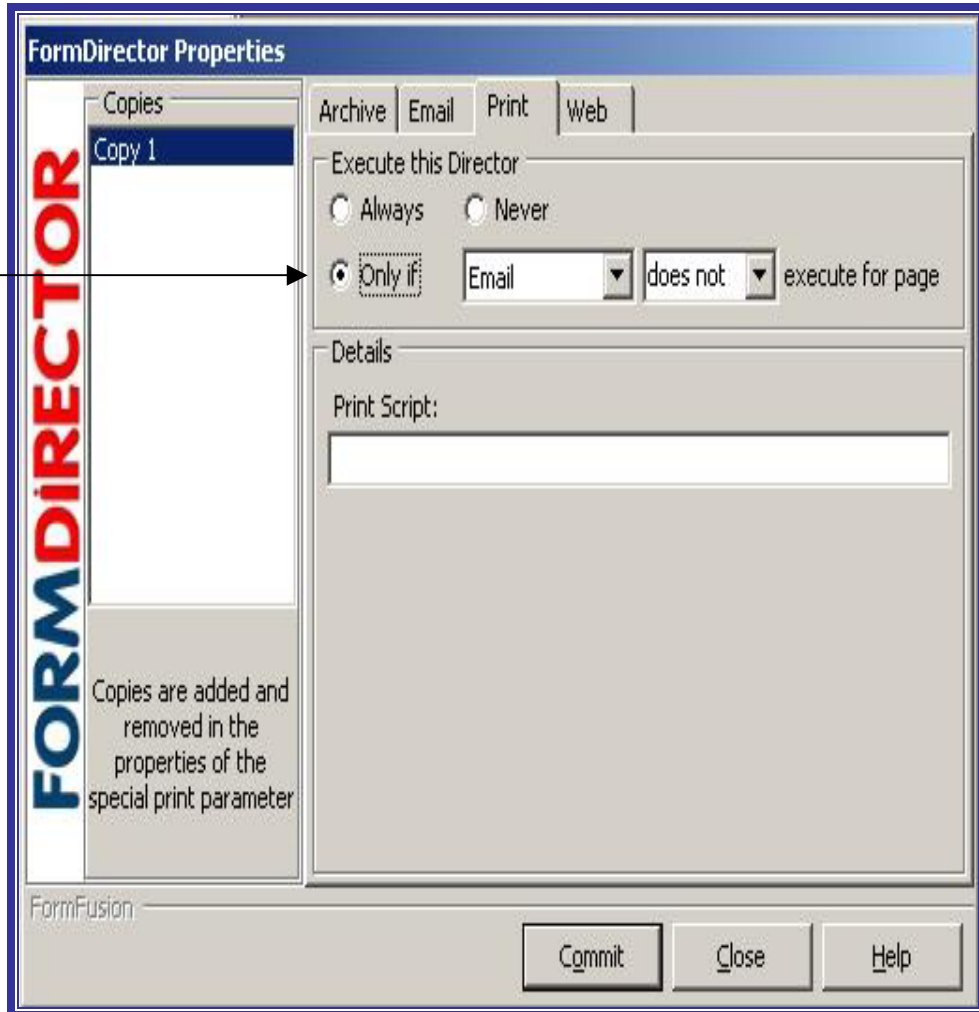 FormDirector Properties
Copies
Copy 1
FORMDiRECTOR
Copies are added and
removed in the
properties of the
special print parameter
Archive
Email
Print
Web
Execute this Director
Always
Never
Only if
Email
does not
execute for page
Details
Print Script:
FormFusion
Commit
Close
Help